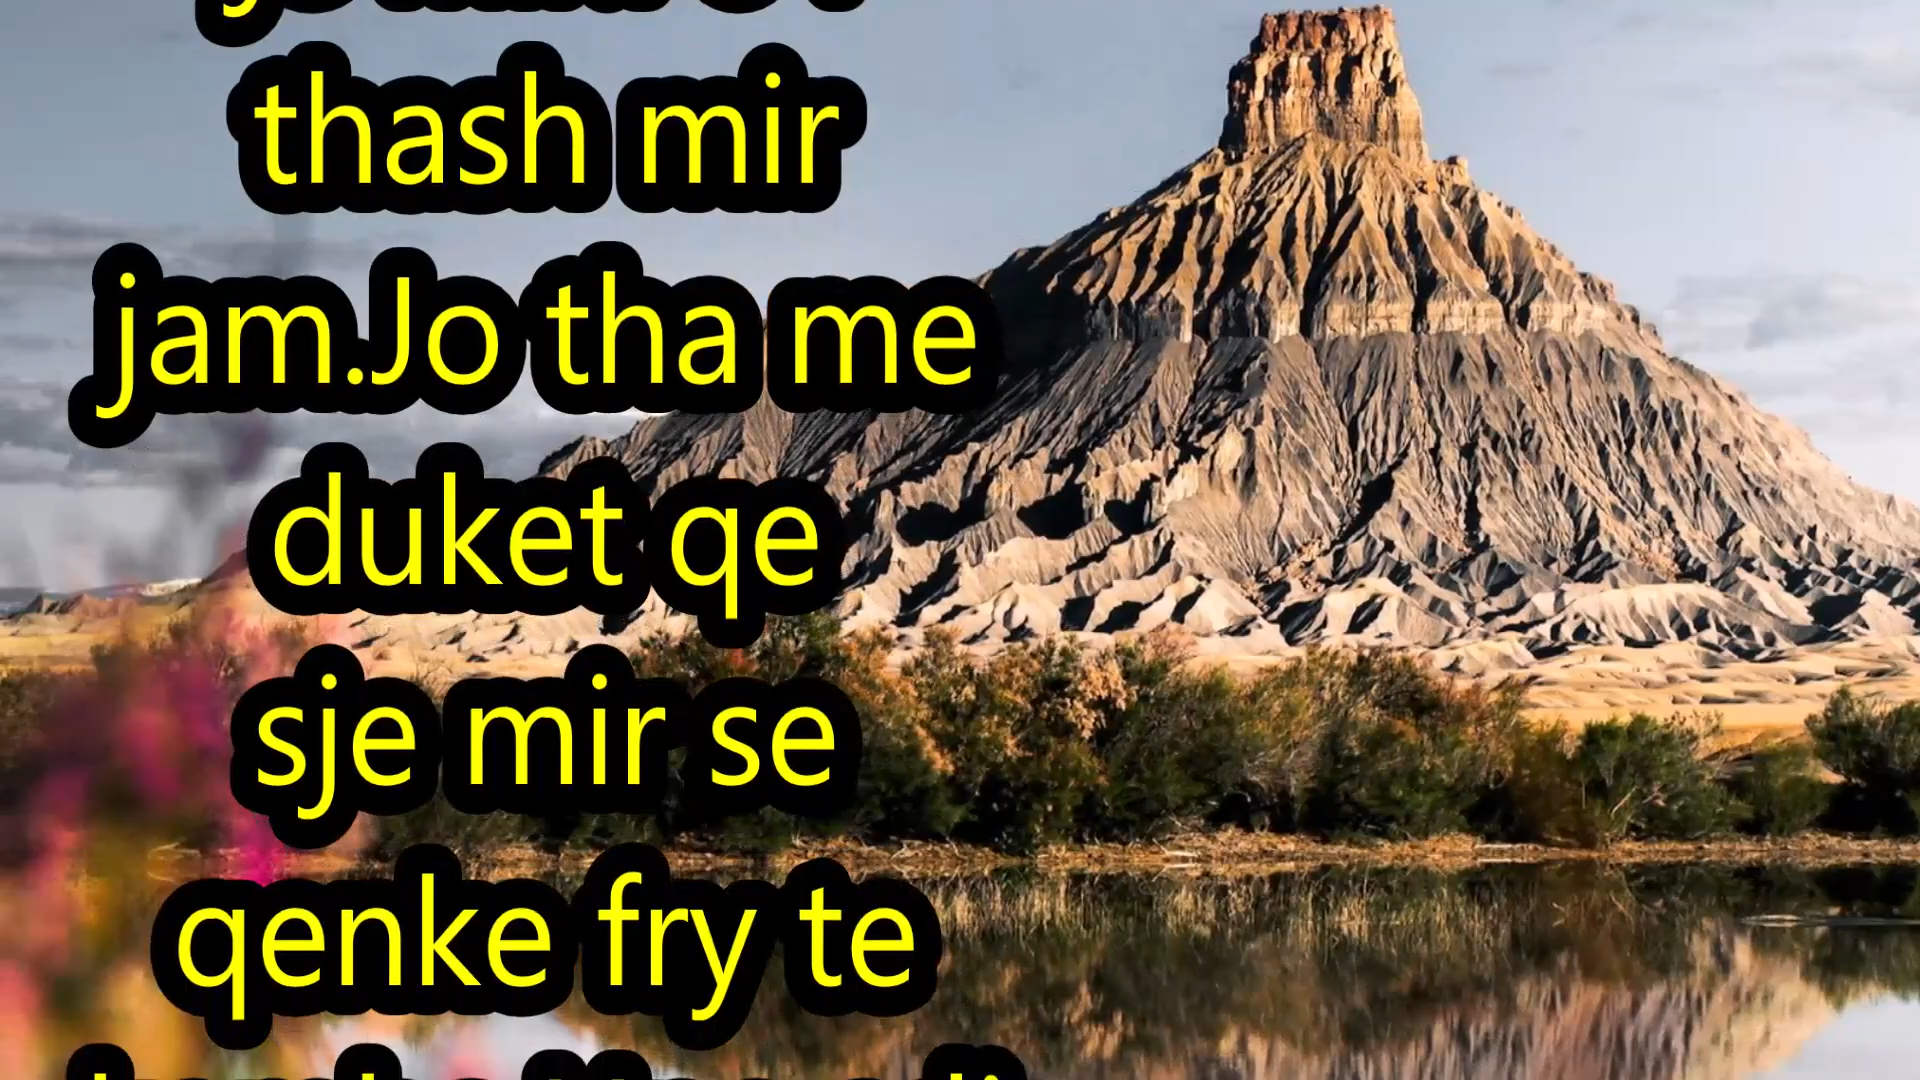 thash mir
jam.Jo tha me
duket qe
sje mir se
qenke fry te